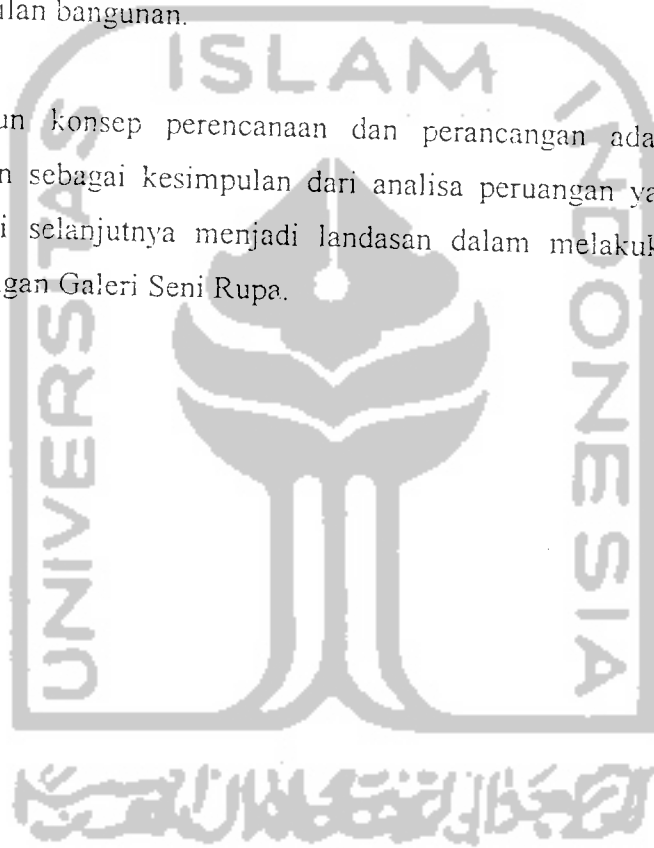 ilan bangunan.
ISLAM
un konsep perencanaan dan perancangan ada
n sebagai kesimpulan dari analisa peruangan ya
i selanjutnya menjadi landasan dalam melakuk
gan Galeri Seni Rupa.
UNIVERSITAS
INDONESIA